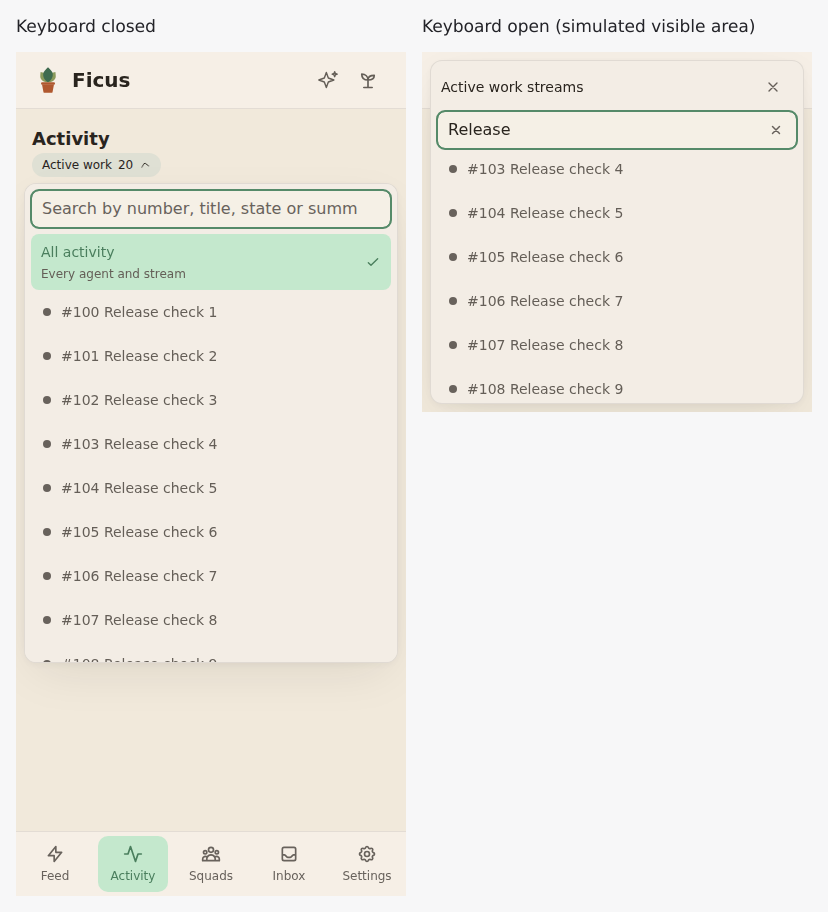 Keyboard closed
Ficus
Activity
Active work 20
Search by number, title, state or summ
All activity
Every agent and stream
#100 Release check 1
#101 Release check 2
#102 Release check 3
#103 Release check 4
#104 Release check 5
#105 Release check 6
#106 Release check 7
#107 Release check 8
#108 Release check 9
Feed
Activity
Squads
Inbox
Settings
Keyboard open (simulated visible area)
Active work streams
Release
#103 Release check 4
#104 Release check 5
#105 Release check 6
#106 Release check 7
#107 Release check 8
#108 Release check 9